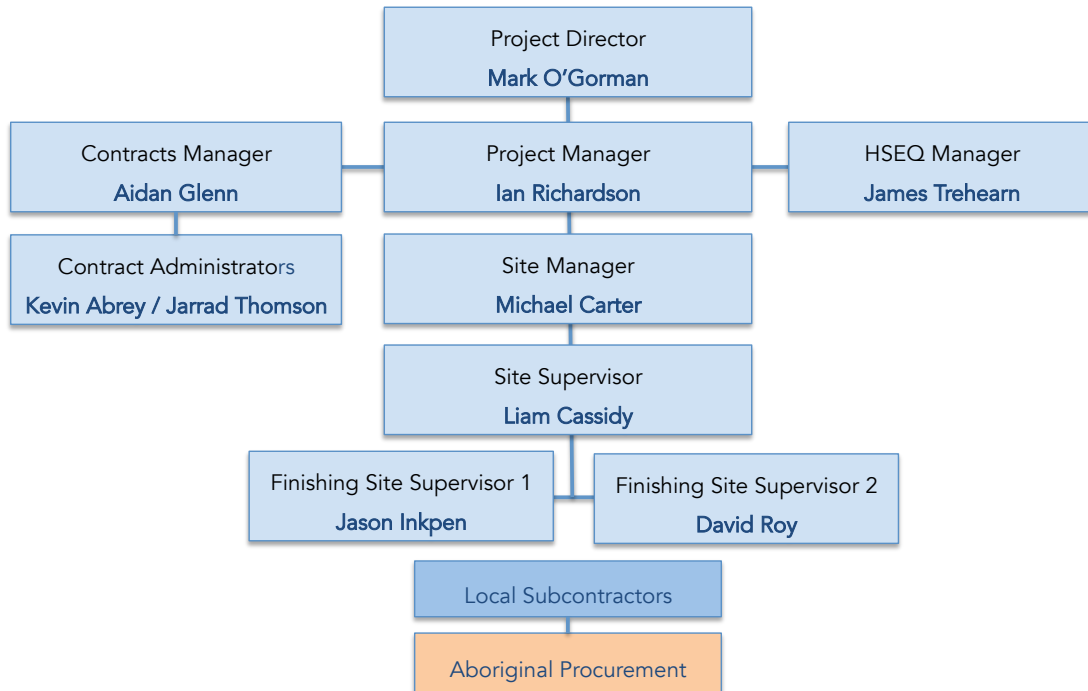 Project Director
Mark O’Gorman
Contracts Manager
Aidan Glenn
Project Manager
Ian Richardson
HSEQ Manager
James Trehearn
Contract Administrators
Kevin Abrey / Jarrad Thomson
Site Manager
Michael Carter
Site Supervisor
Liam Cassidy
Finishing Site Supervisor 1
Jason Inkpen
Finishing Site Supervisor 2
David Roy
Local Subcontractors
Aboriginal Procurement